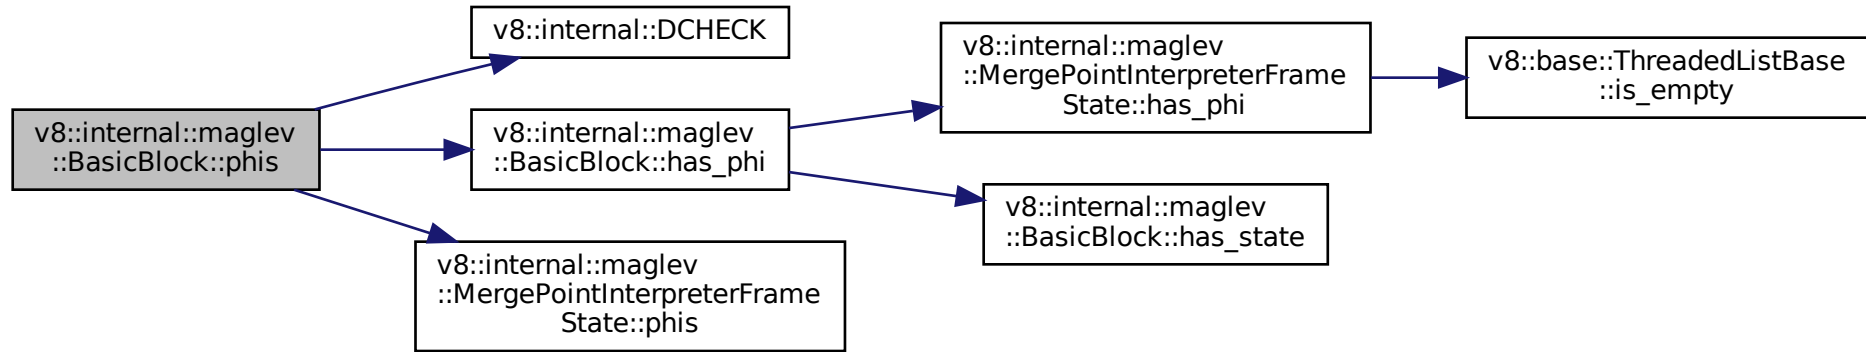 v8::internal::maglev
::BasicBlock::phis
v8::internal::DCHECK
v8::internal::maglev
::BasicBlock::has_phi
v8::internal::maglev
::MergePointInterpreterFrame
State::phis
v8::internal::maglev
::MergePointInterpreterFrame
State::has_phi
v8::internal::maglev
::BasicBlock::has_state
v8::base::ThreadedListBase
::is_empty